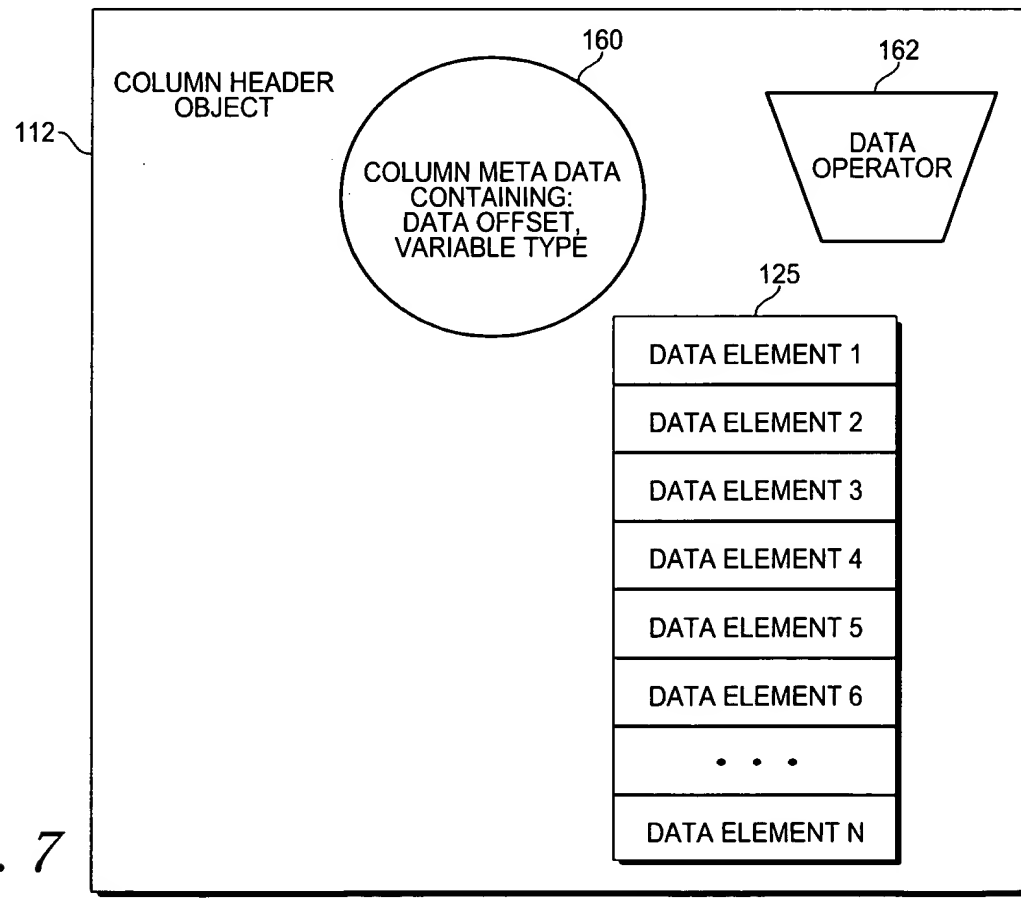 160
162
COLUMN HEADER
OBJECT
112
COLUMN META DATA
CONTAINING:
DATA OFFSET,
VARIABLE TYPE
DATA
OPERATOR
125
DATA ELEMENT 1
DATA ELEMENT 2
DATA ELEMENT 3
DATA ELEMENT 4
DATA ELEMENT 5
DATA ELEMENT 6
• • •
DATA ELEMENT N
. 7